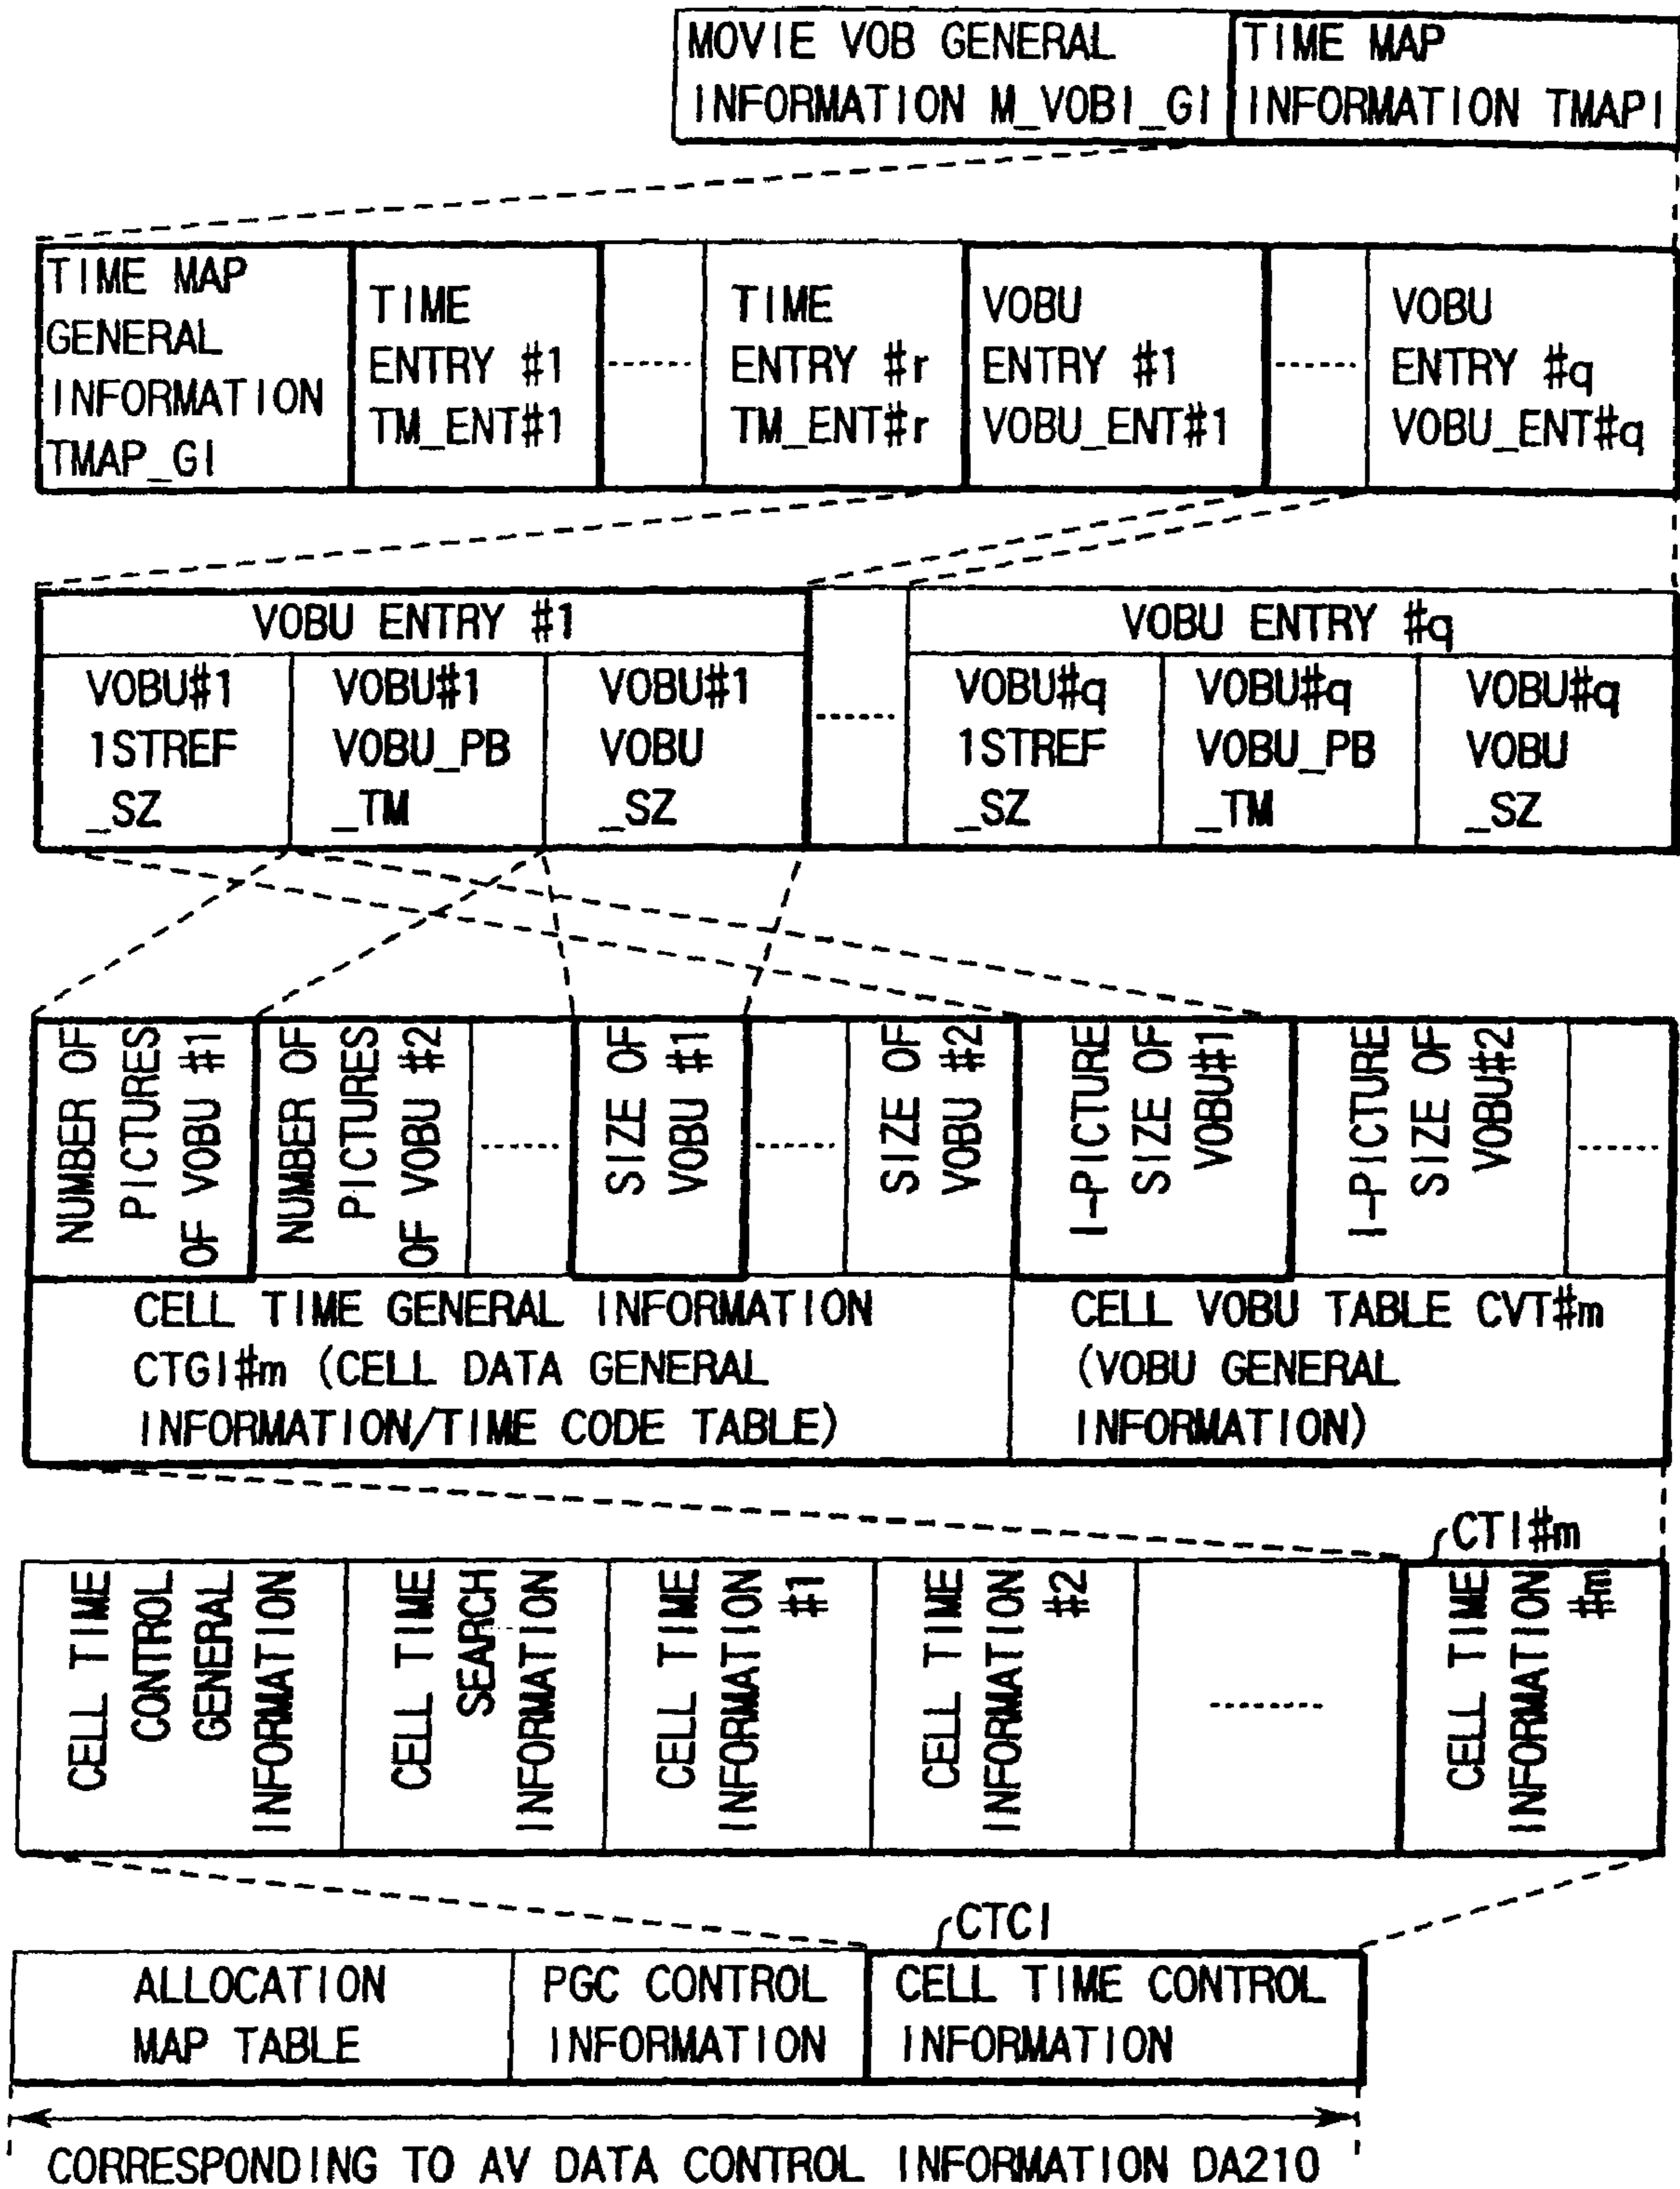 MOVIE VOB GENERAL
INFORMATION M_VOBI_GI
TIME MAP
INFORMATION TMAPI
TIME MAP
GENERAL
INFORMATION
TMAP_GI
TIME
ENTRY #1
TM_ENT#1
TIME
ENTRY #r
TM_ENT#r
VOBU
ENTRY #1
VOBU_ENT#1
VOBU
ENTRY #q
VOBU_ENT#q
VOBU ENTRY #1
VOBU#1
1STREF
_SZ
VOBU#1
VOBU_PB
_TM
VOBU#1
VOBU
_SZ
VOBU ENTRY #q
VOBU#q
1STREF
_SZ
VOBU#q
VOBU_PB
_TM
VOBU#q
VOBU
_SZ
NUMBER OF
PICTURES
OF VOBU #1
NUMBER OF
PICTURES
OF VOBU #2
SIZE OF
VOBU #1
SIZE OF
VOBU #2
I-PICTURE
SIZE OF
VOBU#1
I-PICTURE
SIZE OF
VOBU#2
CELL TIME GENERAL INFORMATION
CTGI#m (CELL DATA GENERAL
INFORMATION/TIME CODE TABLE)
CELL VOBU TABLE CVT#m
(VOBU GENERAL
INFORMATION)
CTI#m
CELL TIME
CONTROL
GENERAL
INFORMATION
CELL TIME
SEARCH
INFORMATION
CELL TIME
INFORMATION
#1
CELL TIME
INFORMATION
#2
CELL TIME
INFORMATION
#m
CTCI
ALLOCATION
MAP TABLE
PGC CONTROL
INFORMATION
CELL TIME CONTROL
INFORMATION
CORRESPONDING TO AV DATA CONTROL INFORMATION DA210